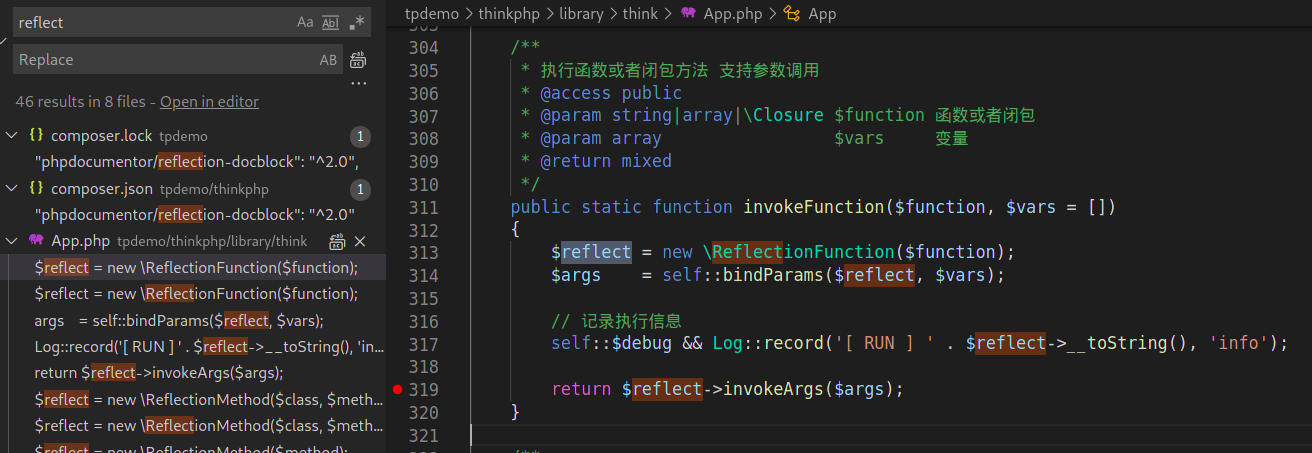 reflect
Aa Ab .*
Replace
AB
...
46 results in 8 files - Open in editor
{} composer.lock tpdemo 1
"phpdocumentor/reflection-docblock": "^2.0",
{} composer.json tpdemo/thinkphp 1
"phpdocumentor/reflection-docblock": "^2.0"
App.php tpdemo/thinkphp/library/think
$reflect = new \ReflectionFunction($function);
$reflect = new \ReflectionFunction($function);
args = self::bindParams($reflect, $vars);
Log::record('[ RUN ] ' . $reflect->__toString(), 'in...
return $reflect->invokeArgs($args);
$reflect = new \ReflectionMethod($class, $meth...
$reflect = new \ReflectionMethod($class, $meth...
$reflect = new \ReflectionMethod($method);
tpdemo > thinkphp > library > think > App.php > App
303
304 /**
305 * 执行函数或者闭包方法 支持参数调用
306 * @access public
307 * @param string|array|\Closure $function 函数或者闭包
308 * @param array $vars 变量
309 * @return mixed
310 */
311 public static function invokeFunction($function, $vars = [])
312 {
313 $reflect = new \ReflectionFunction($function);
314 $args = self::bindParams($reflect, $vars);
315
316 // 记录执行信息
317 self::$debug && Log::record('[ RUN ] ' . $reflect->__toString(), 'info');
318
319 return $reflect->invokeArgs($args);
320 }
321
/**